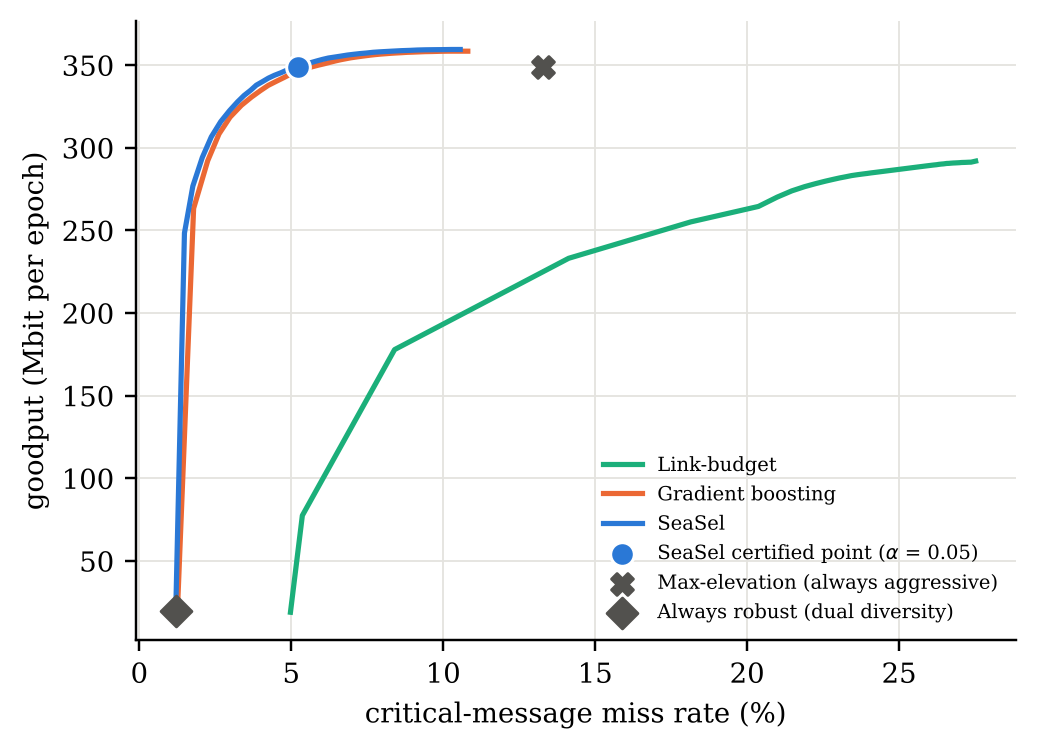 goodput (Mbit per epoch)
350
300
250
200
150
100
50
Link-budget
Gradient boosting
SeaSel
SeaSel certified point (α = 0.05)
Max-elevation (always aggressive)
Always robust (dual diversity)
0 5 10 15 20 25
critical-message miss rate (%)